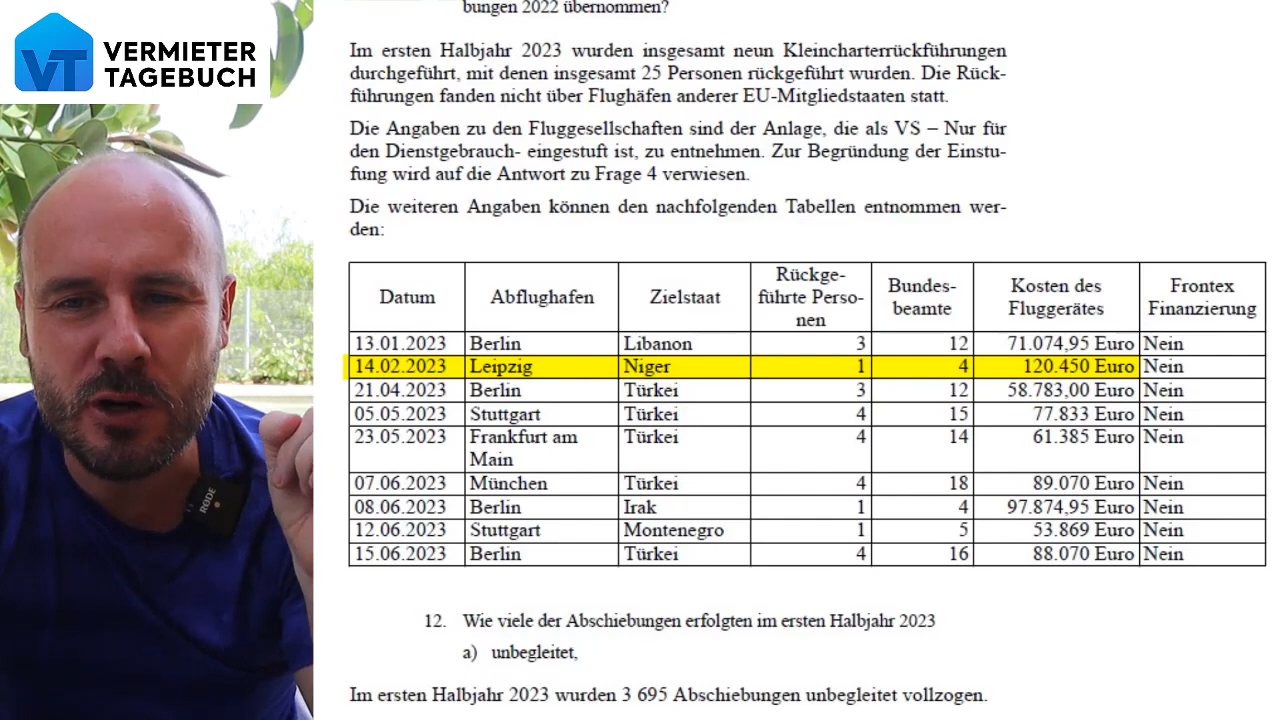 VT VERMIETER
TAGEBUCH
bungen 2022 übernommen?
Im ersten Halbjahr 2023 wurden insgesamt neun Kleincharterrückführungen
durchgeführt, mit denen insgesamt 25 Personen rückgeführt wurden. Die Rück-
führungen fanden nicht über Flughäfen anderer EU-Mitgliedstaaten statt.
Die Angaben zu den Fluggesellschaften sind der Anlage, die als VS – Nur für
den Dienstgebrauch- eingestuft ist, zu entnehmen. Zur Begründung der Einstu-
fung wird auf die Antwort zu Frage 4 verwiesen.
Die weiteren Angaben können den nachfolgenden Tabellen entnommen wer-
den:
Datum Abflughafen Zielstaat Rückge-
führte Perso-
nen Bundes-
beamte Kosten des
Fluggerätes Frontex
Finanzierung
13.01.2023 Berlin Libanon 3 12 71.074,95 Euro Nein
14.02.2023 Leipzig Niger 1 4 120.450 Euro Nein
21.04.2023 Berlin Türkei 3 12 58.783,00 Euro Nein
05.05.2023 Stuttgart Türkei 4 15 77.833 Euro Nein
23.05.2023 Frankfurt am
Main Türkei 4 14 61.385 Euro Nein
07.06.2023 München Türkei 4 18 89.070 Euro Nein
08.06.2023 Berlin Irak 1 4 97.874,95 Euro Nein
12.06.2023 Stuttgart Montenegro 1 5 53.869 Euro Nein
15.06.2023 Berlin Türkei 4 16 88.070 Euro Nein
12. Wie viele der Abschiebungen erfolgten im ersten Halbjahr 2023
a) unbegleitet,
Im ersten Halbjahr 2023 wurden 3 695 Abschiebungen unbegleitet vollzogen.
RØDE